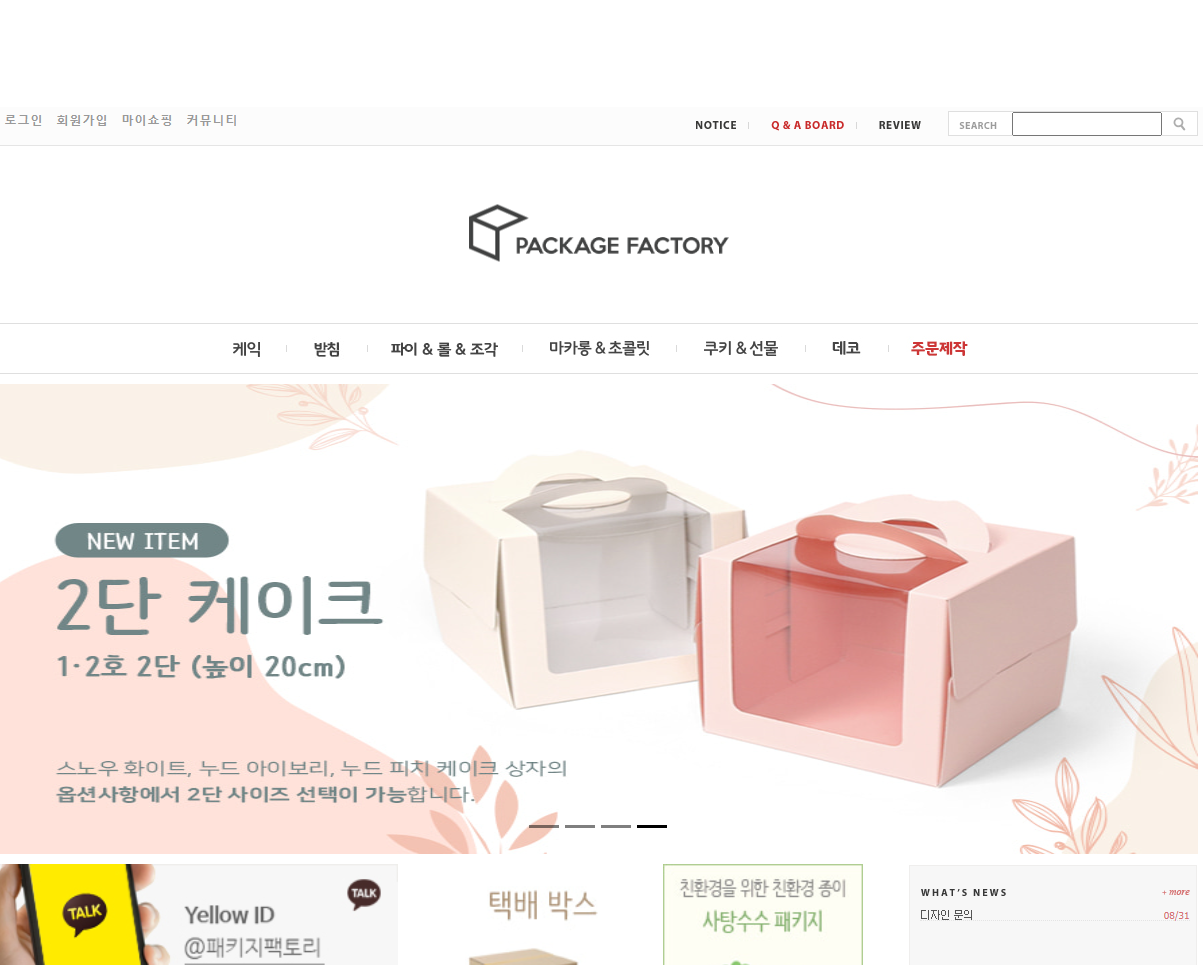 로그인 회원가입 마이쇼핑 커뮤니티
NOTICE Q & A BOARD REVIEW SEARCH
PACKAGE FACTORY
케익 받침 파이 & 롤 & 조각 마카롱 & 초콜릿 쿠키 & 선물 데코 주문제작
NEW ITEM
2단 케이크
1·2호 2단 (높이 20cm)
스노우 화이트, 누드 아이보리, 누드 피치 케이크 상자의
옵션사항에서 2단 사이즈 선택이 가능합니다.
TALK
TALK
Yellow ID
@패키지팩토리
택배 박스
친환경을 위한 친환경 종이
사탕수수 패키지
WHAT'S NEWS + more
디자인 문의 08/31